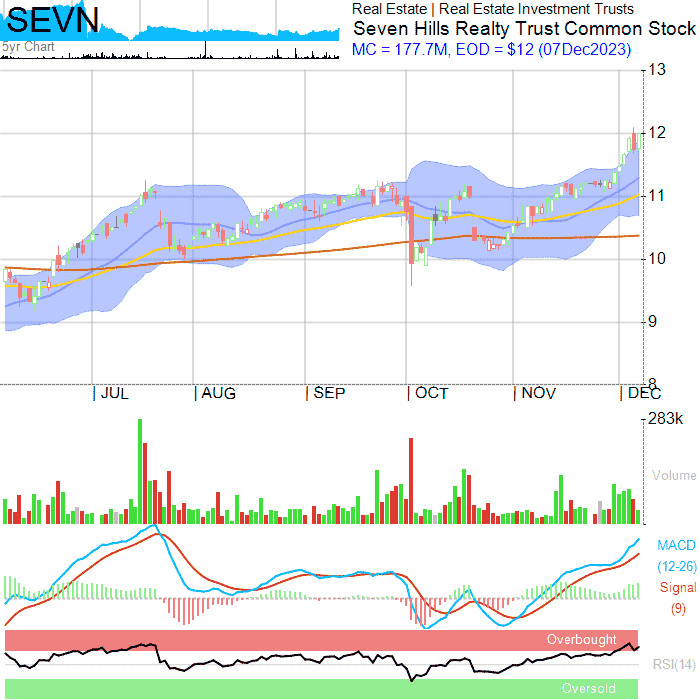 SEVN
5yr Chart
Real Estate | Real Estate Investment Trusts
Seven Hills Realty Trust Common Stock
MC = 177.7M, EOD = $12 (07Dec2023)
13
12
11
10
9
8
JUL AUG SEP OCT NOV DEC
283k
Volume
MACD
(12-26)
Signal
(9)
Overbought
RSI(14)
Oversold